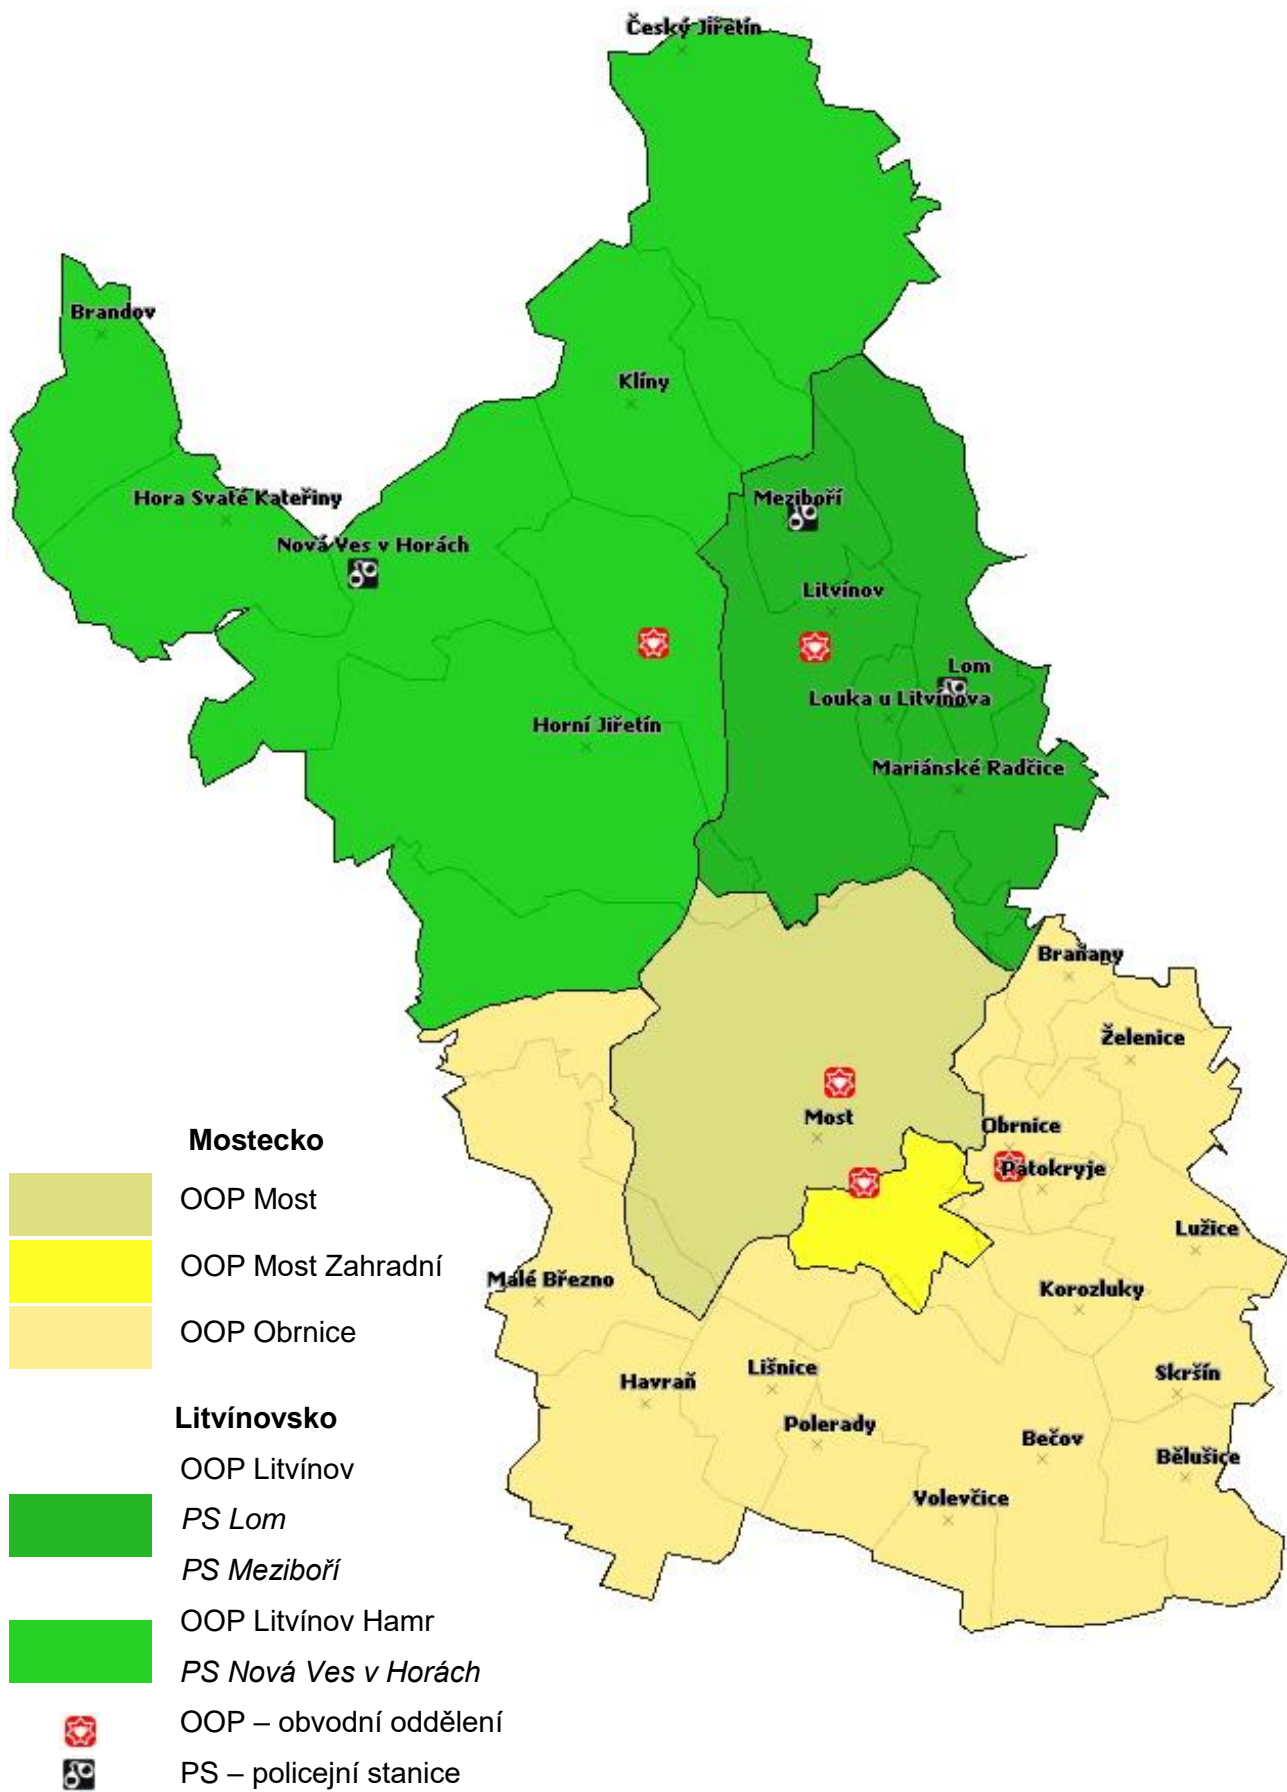 Český Jiřetín
Brandov
Klíny
Hora Svaté Kateřiny
Meziboří
Nová Ves v Horách
Litvínov
Lom
Louka u Litvínova
Horní Jiřetín
Mariánské Radčice
Braňany
Želenice
Most
Obrnice
Patokryje
Lužice
Malé Březno
Korozluky
Lišnice
Havraň
Skršín
Polerady
Bečov
Bělušice
Volevčice
Mostecko
OOP Most
OOP Most Zahradní
OOP Obrnice
Litvínovsko
OOP Litvínov
PS Lom
PS Meziboří
OOP Litvínov Hamr
PS Nová Ves v Horách
OOP – obvodní oddělení
PS – policejní stanice